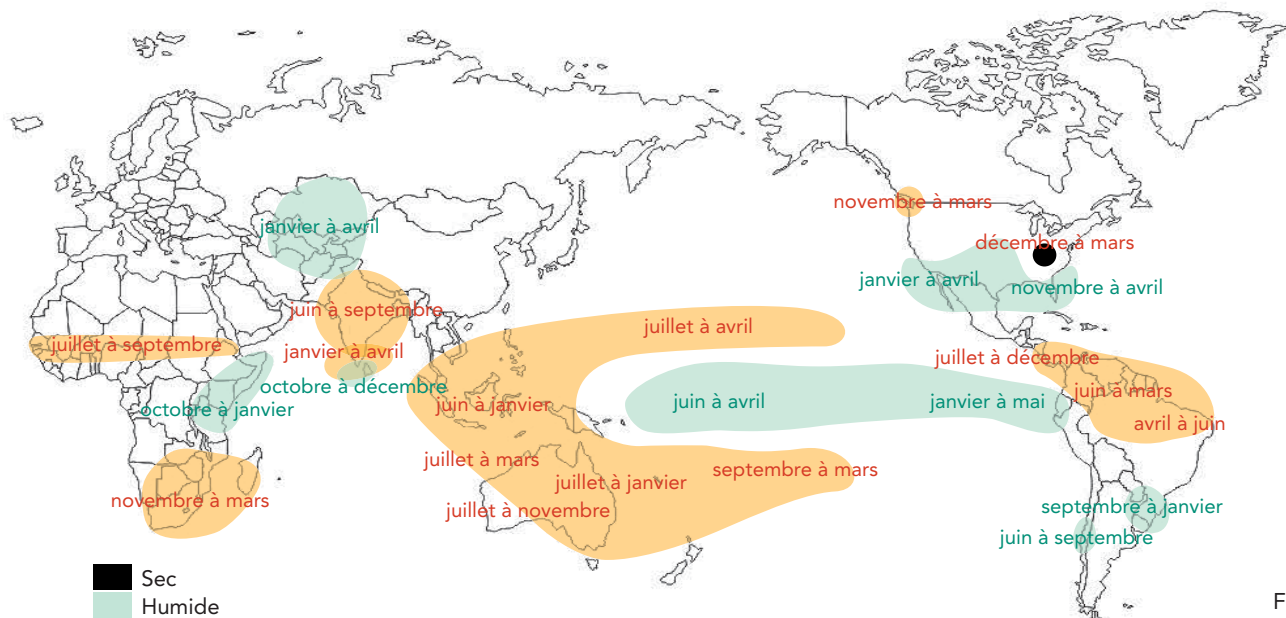 novembre à mars
janvier à avril
décembre à mars
janvier à avril
novembre à avril
juin à septembre
juillet à avril
juillet à septembre
janvier à avril
juillet à décembre
octobre à décembre
juin à mars
octobre à janvier
juin à janvier
juin à avril
janvier à mai
avril à juin
juillet à mars
septembre à mars
juillet à janvier
novembre à mars
juillet à novembre
septembre à janvier
juin à septembre
Sec
Humide
F